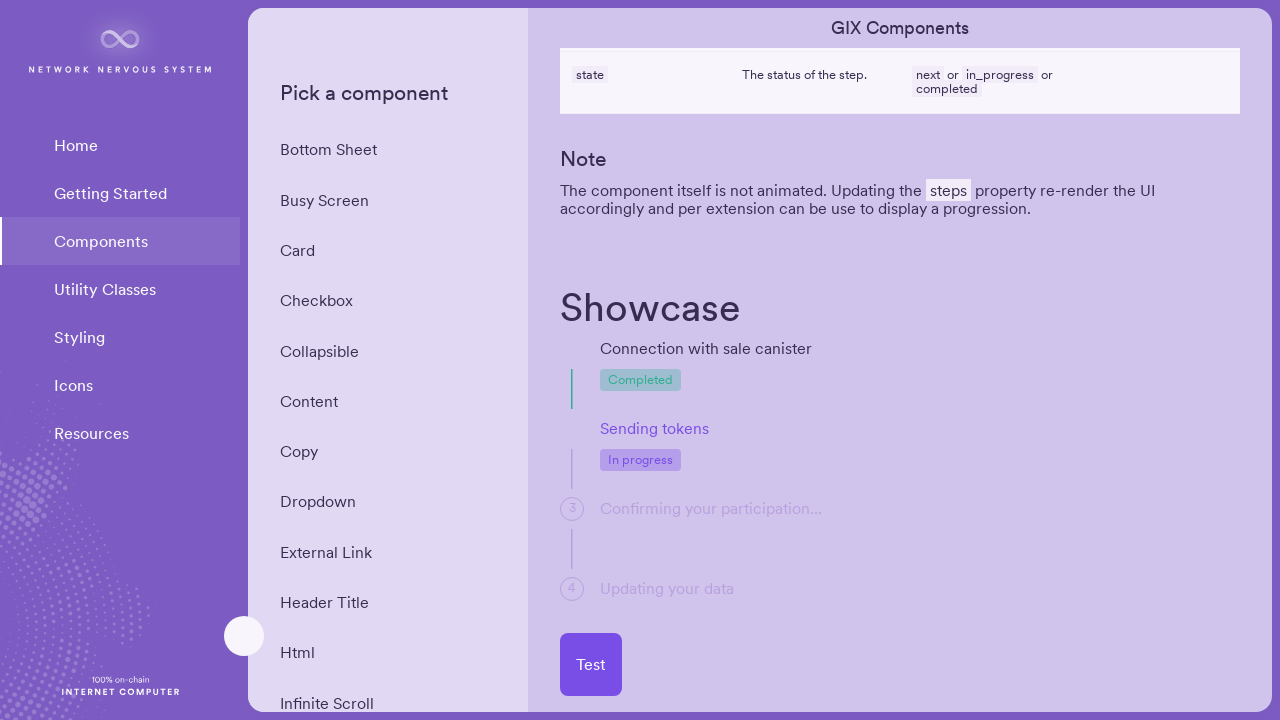 NETWORK NERVOUS SYSTEM
Home
Getting Started
Components
Utility Classes
Styling
Icons
Resources
100% on-chain
INTERNET COMPUTER
Pick a component
Bottom Sheet
Busy Screen
Card
Checkbox
Collapsible
Content
Copy
Dropdown
External Link
Header Title
Html
Infinite Scroll
GIX Components
state The status of the step. next or in_progress or
completed
Note
The component itself is not animated. Updating the steps property re-render the UI
accordingly and per extension can be use to display a progression.
Showcase
Connection with sale canister
Completed
Sending tokens
In progress
3 Confirming your participation...
4 Updating your data
Test